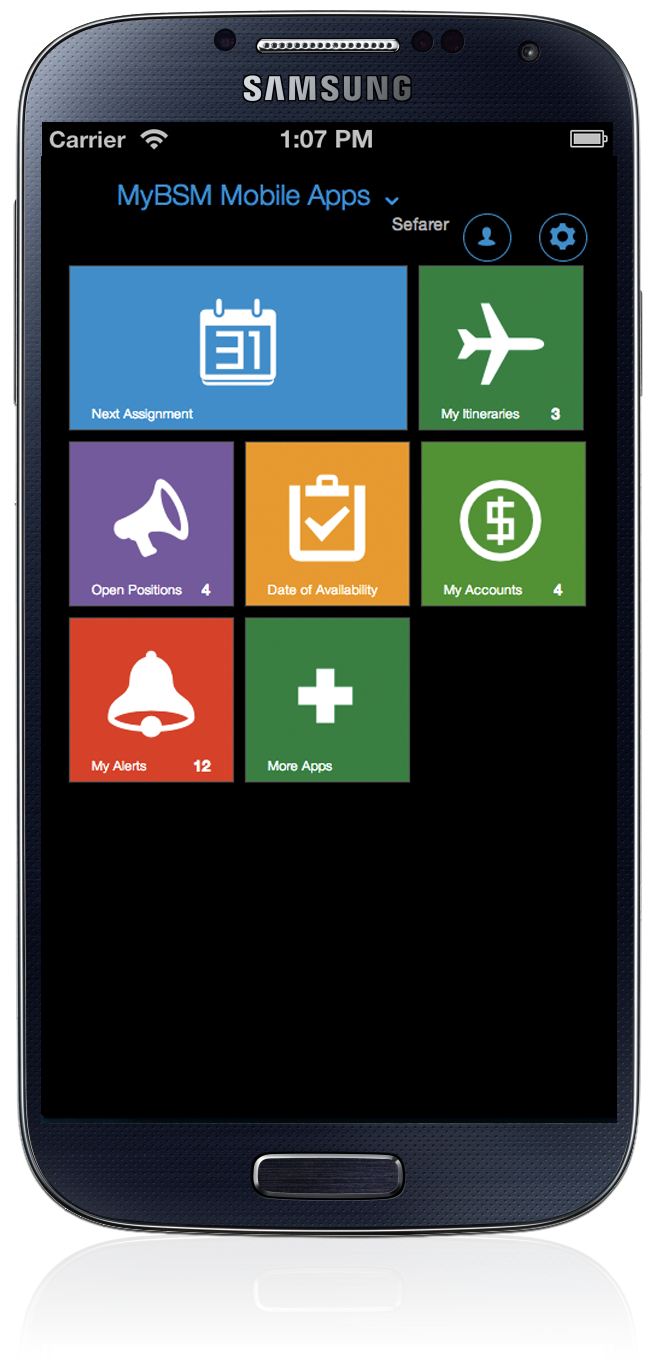 SAMSUNG
Carrier 1:07 PM
MyBSM Mobile Apps
Sefarer
31
Next Assignment
My Itineraries 3
Open Positions 4
Date of Availability
My Accounts 4
My Alerts 12
More Apps